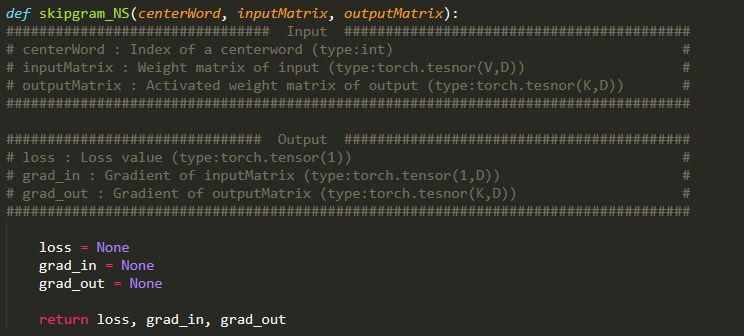 def skipgram_NS(centerWord, inputMatrix, outputMatrix):
################################  Input  ##########################################
# centerWord : Index of a centerword (type:int)                                    #
# inputMatrix : Weight matrix of input (type:torch.tesnor(V,D))                    #
# outputMatrix : Activated weight matrix of output (type:torch.tesnor(K,D))        #
###################################################################################
###############################  Output  ##########################################
# loss : Loss value (type:torch.tensor(1))                                         #
# grad_in : Gradient of inputMatrix (type:torch.tensor(1,D))                       #
# grad_out : Gradient of outputMatrix (type:torch.tesnor(K,D))                     #
###################################################################################
loss = None
grad_in = None
grad_out = None
return loss, grad_in, grad_out